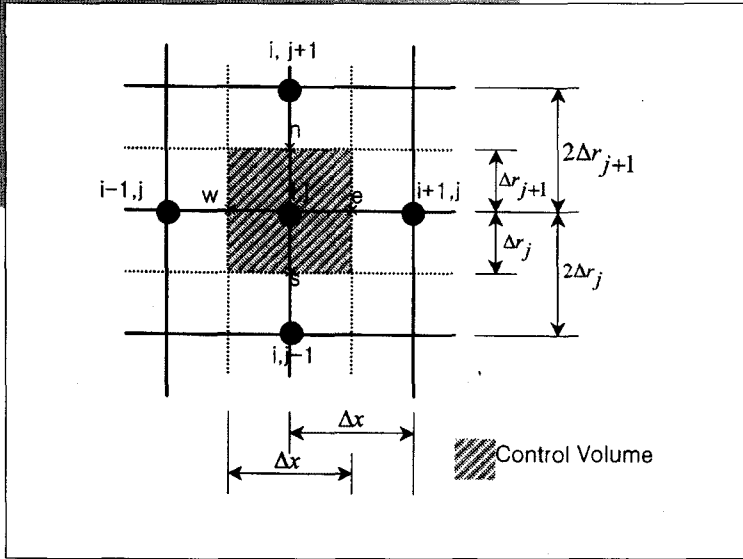 i, j+1
n
2Δr_{j+1}
Δr_{j+1}
i-1,j
w
e
i+1,j
Δr_j
2Δr_j
s
i,j-1
Δx
Δx
Control Volume